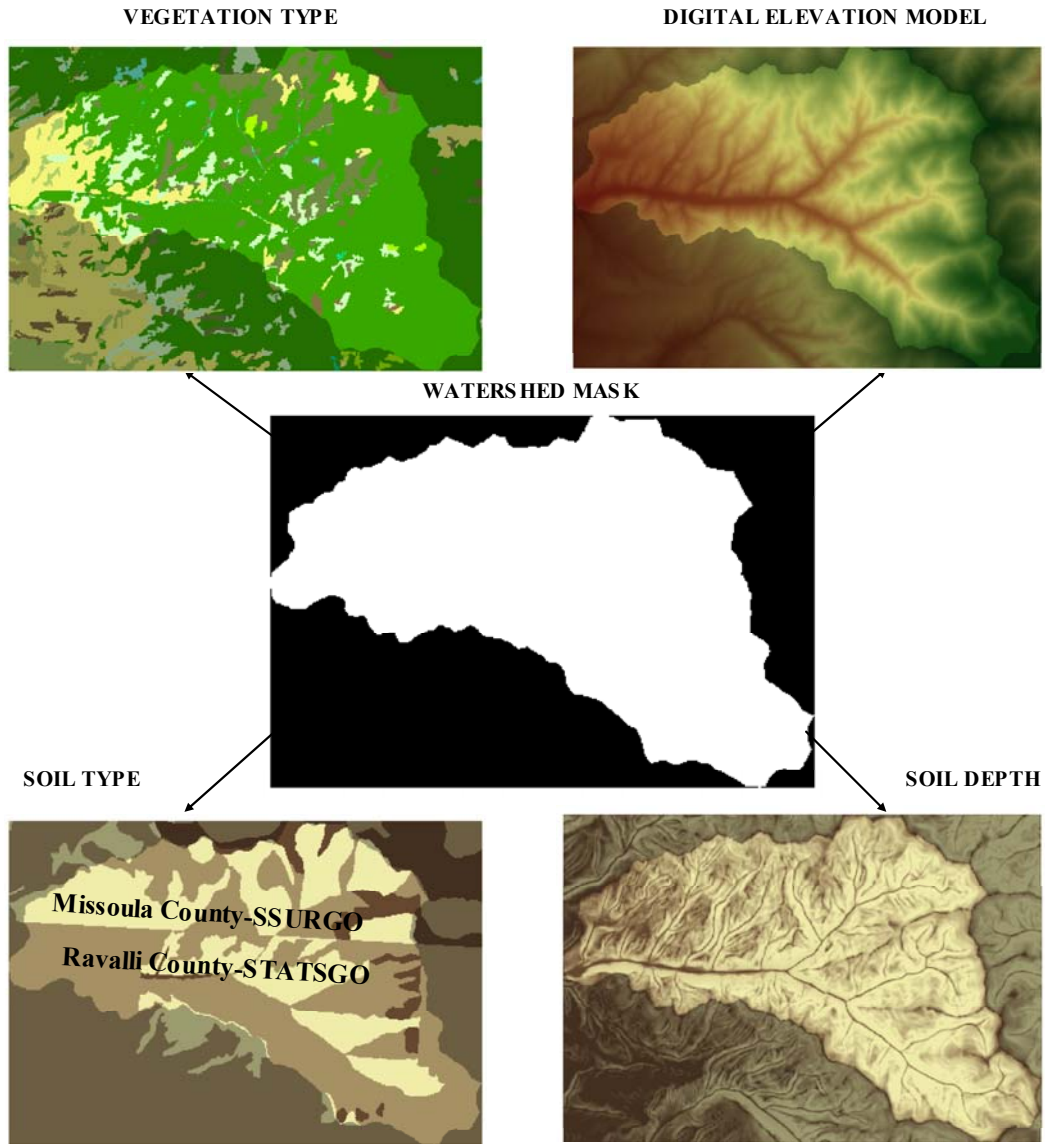 VEGETATION TYPE
DIGITAL ELEVATION MODEL
WATERSHED MASK
SOIL TYPE
SOIL DEPTH
Missoula County-SSURGO
Ravalli County-STATSGO